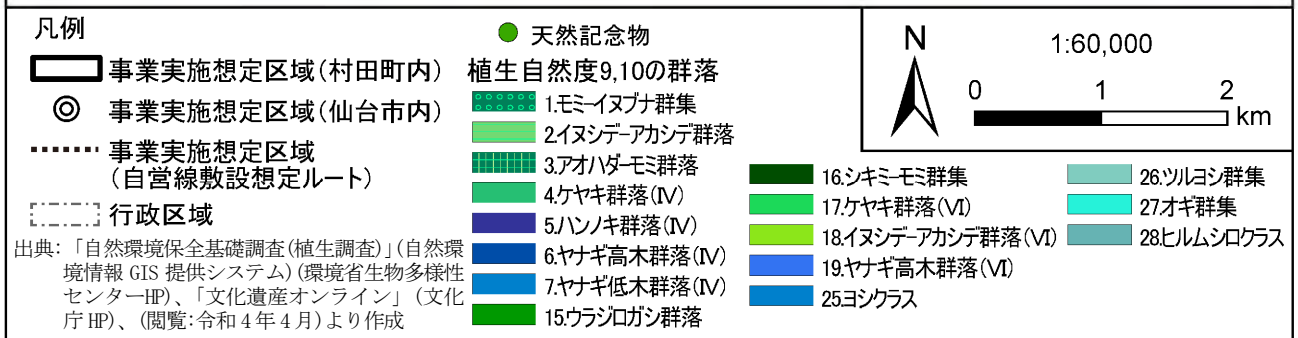 凡例
事業実施想定区域(村田町内)
事業実施想定区域(仙台市内)
事業実施想定区域
(自営線敷設想定ルート)
行政区域
出典:「自然環境保全基礎調査(植生調査)」(自然環
境情報 GIS 提供システム)(環境省生物多様性
センターHP)、「文化遺産オンライン」(文化
庁 HP)、(閲覧:令和4年4月)より作成
天然記念物
植生自然度9,10の群落
1.モミーイヌブナ群集
2.イヌシデーアカシデ群落
3.アオハダーモミ群落
4.ケヤキ群落(Ⅳ)
5.ハンノキ群落(Ⅳ)
6.ヤナギ高木群落(Ⅳ)
7.ヤナギ低木群落(Ⅳ)
15.ウラジロガシ群落
16.シキミーモミ群集
17.ケヤキ群落(Ⅵ)
18.イヌシデーアカシデ群落(Ⅵ)
19.ヤナギ高木群落(Ⅵ)
25.ヨシクラス
26.ツルヨシ群集
27.オギ群集
28.ヒルムシロクラス
N
1:60,000
0 1 2
km